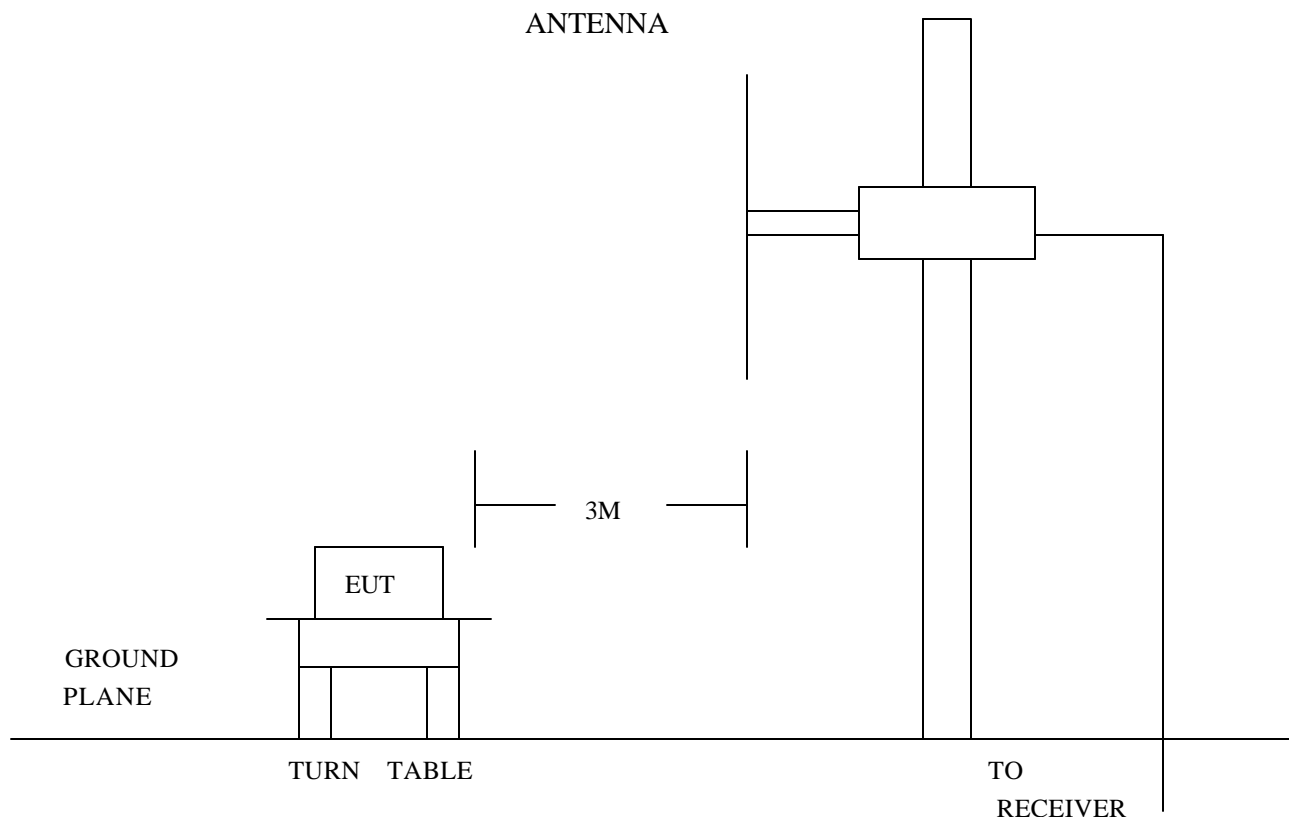 ANTENNA
3M
EUT
GROUND
PLANE
TURN TABLE
TO
RECEIVER